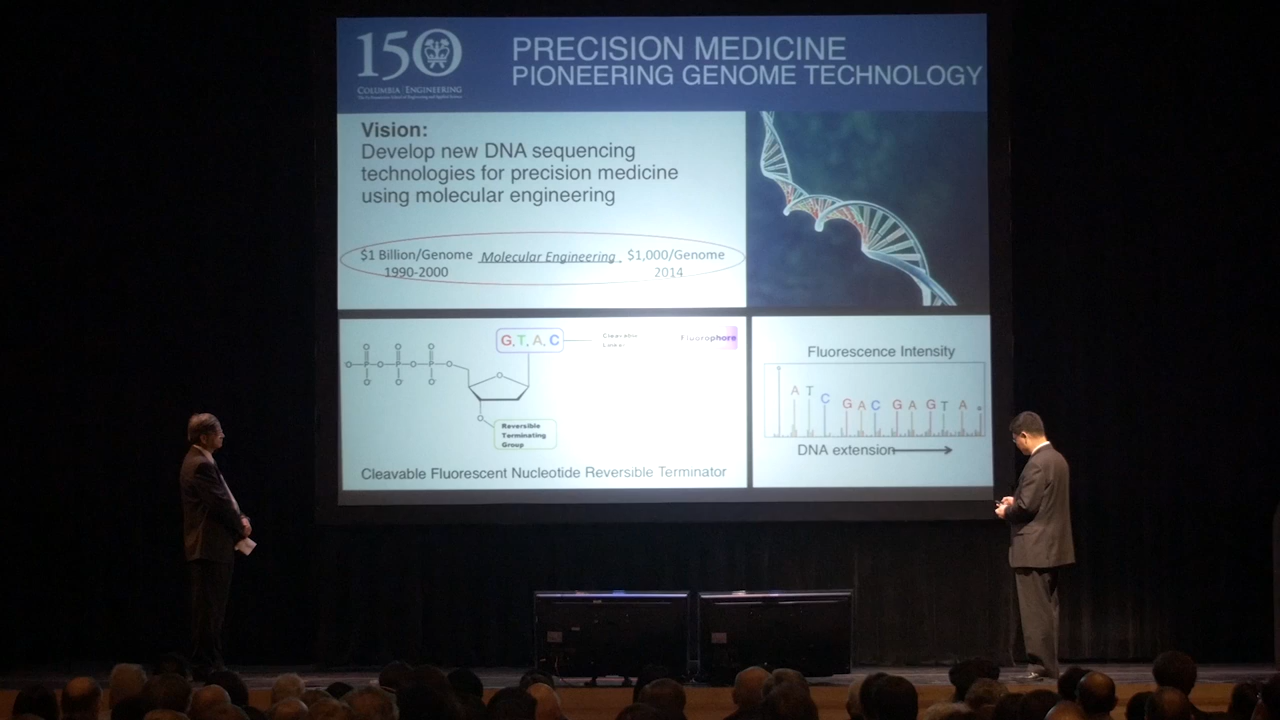 150
COLUMBIA | ENGINEERING
PRECISION MEDICINE
PIONEERING GENOME TECHNOLOGY
Vision:
Develop new DNA sequencing
technologies for precision medicine
using molecular engineering
$1 Billion/Genome Molecular Engineering $1,000/Genome
1990-2000 2014
G, T, A, C
Cleavable
Linker
Fluorophore
O O O
O P O P O P O
O⁻ O⁻ O⁻
O
O
Reversible
Terminating
Group
Cleavable Fluorescent Nucleotide Reversible Terminator
Fluorescence Intensity
A T C G A C G A G T A
DNA extension